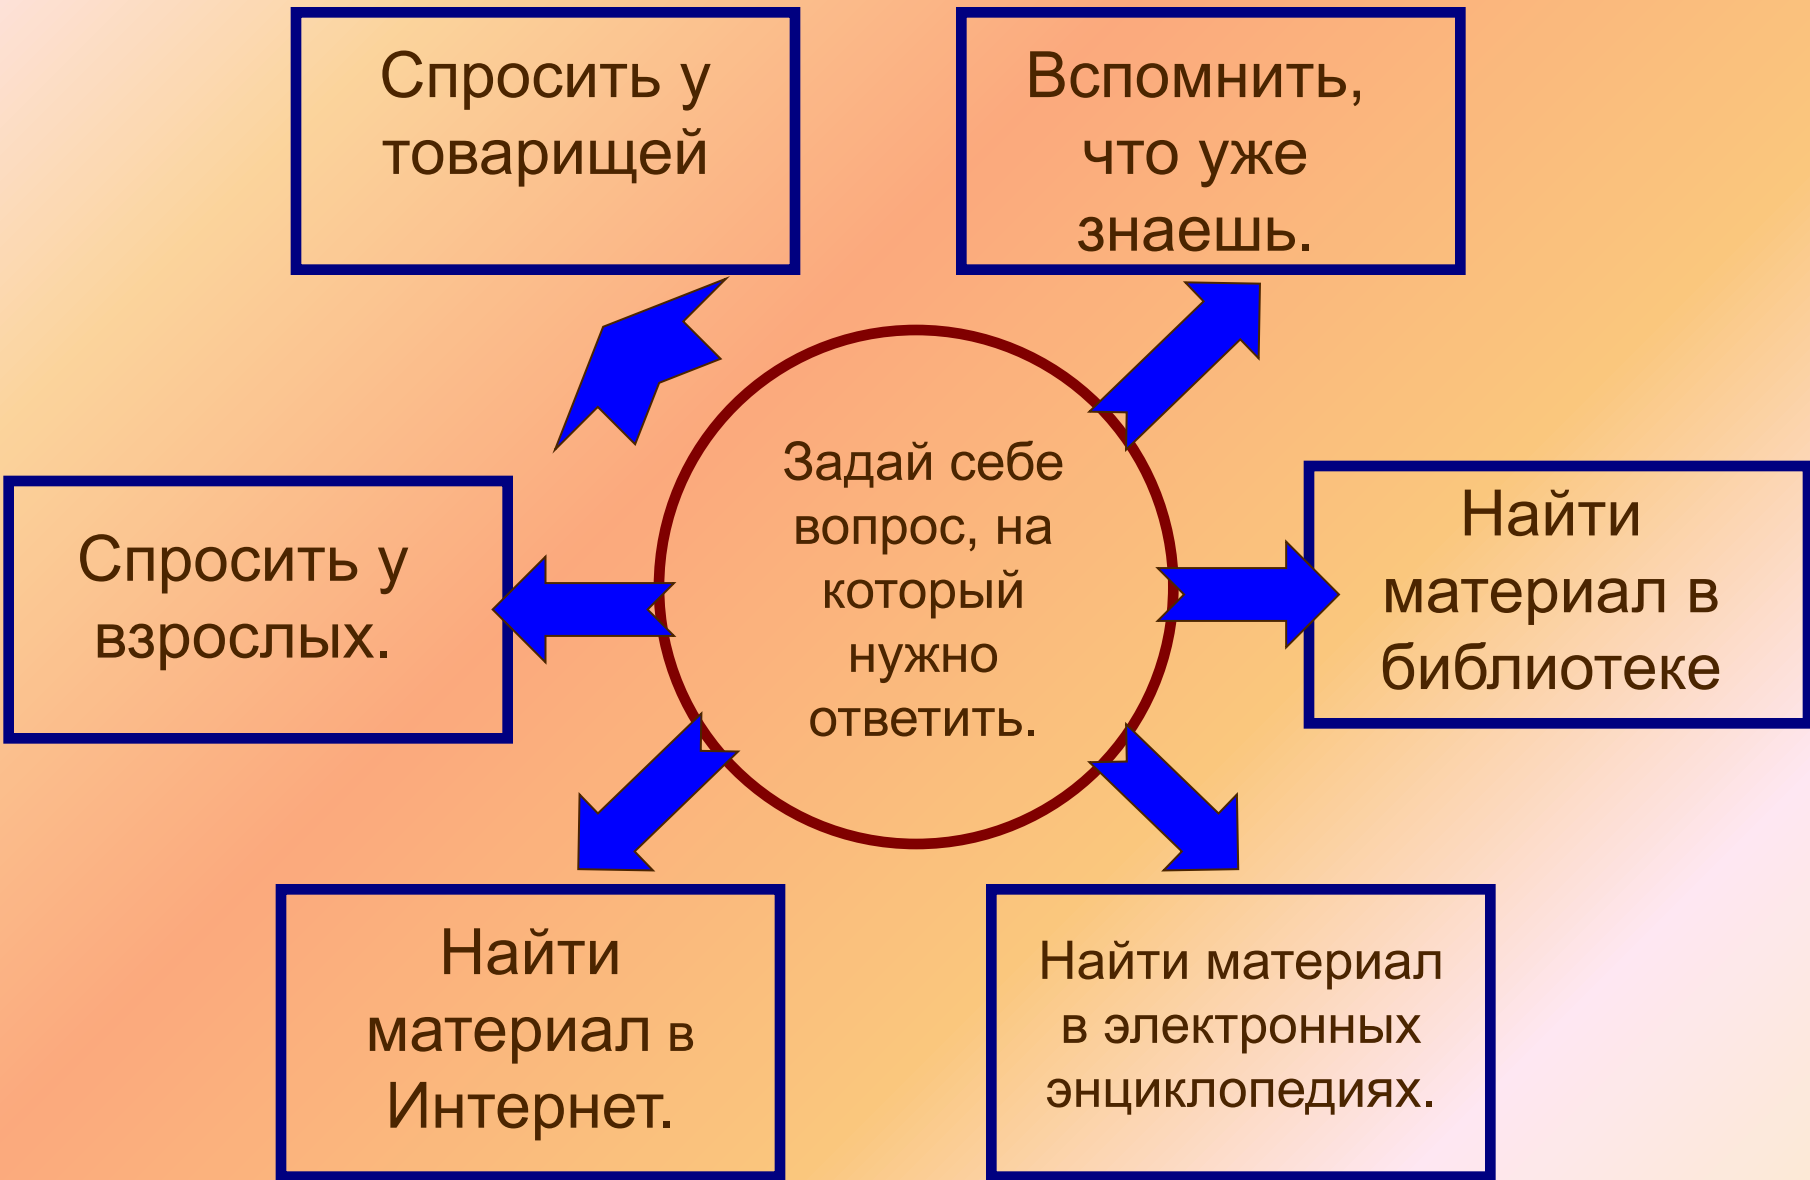 Спросить у
товарищей
Вспомнить,
что уже
знаешь.
Задай себе
вопрос, на
который
нужно
ответить.
Спросить у
взрослых.
Найти
материал в
библиотеке
Найти
материал в
Интернет.
Найти материал
в электронных
энциклопедиях.